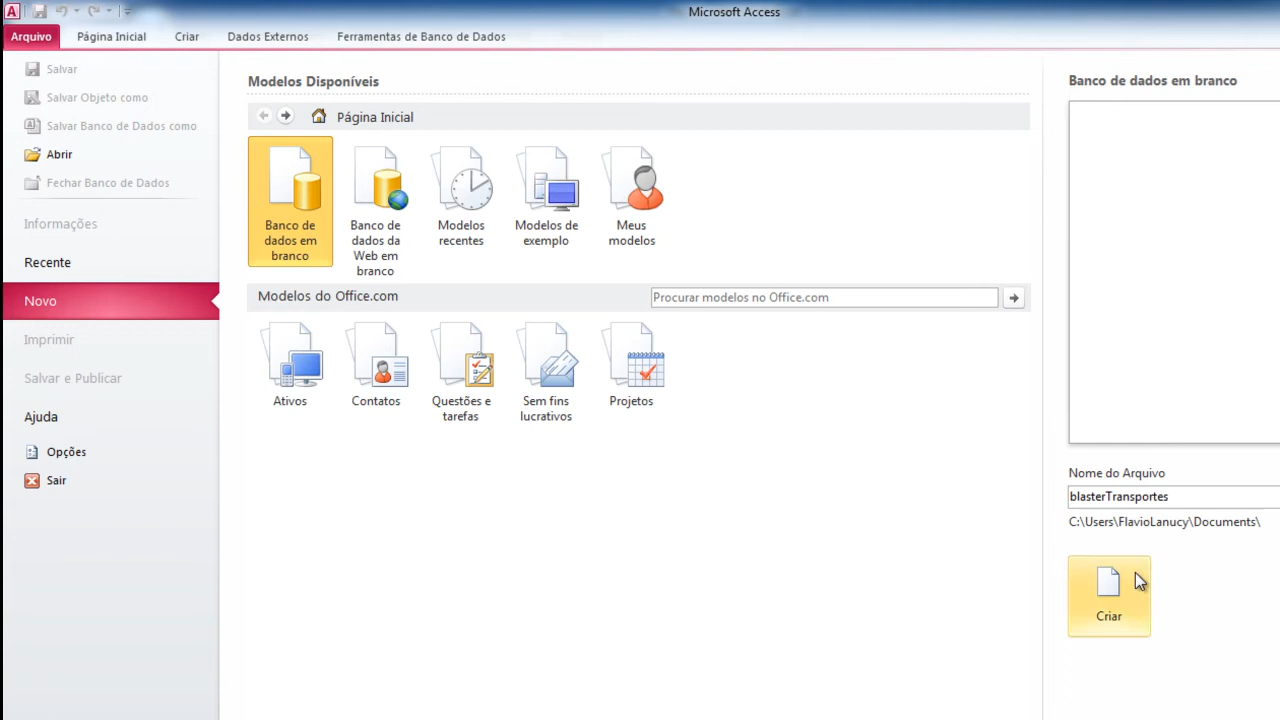 A
Microsoft Access
Arquivo
Página Inicial
Criar
Dados Externos
Ferramentas de Banco de Dados
Salvar
Salvar Objeto como
Salvar Banco de Dados como
Abrir
Fechar Banco de Dados
Informações
Recente
Novo
Imprimir
Salvar e Publicar
Ajuda
Opções
Sair
Modelos Disponíveis
Página Inicial
Banco de
dados em
branco
Banco de
dados da
Web em
branco
Modelos
recentes
Modelos de
exemplo
Meus
modelos
Modelos do Office.com
Procurar modelos no Office.com
Ativos
Contatos
Questões e
tarefas
Sem fins
lucrativos
Projetos
Banco de dados em branco
Nome do Arquivo
blasterTransportes
C:\Users\FlavioLanucy\Documents\
Criar